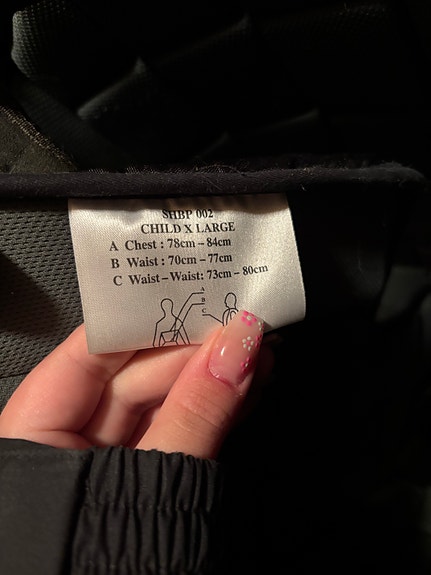 SHBP 002
CHILD X LARGE
A Chest : 78cm – 84cm
B Waist : 70cm – 77cm
C Waist–Waist: 73cm – 80cm
A
B
C